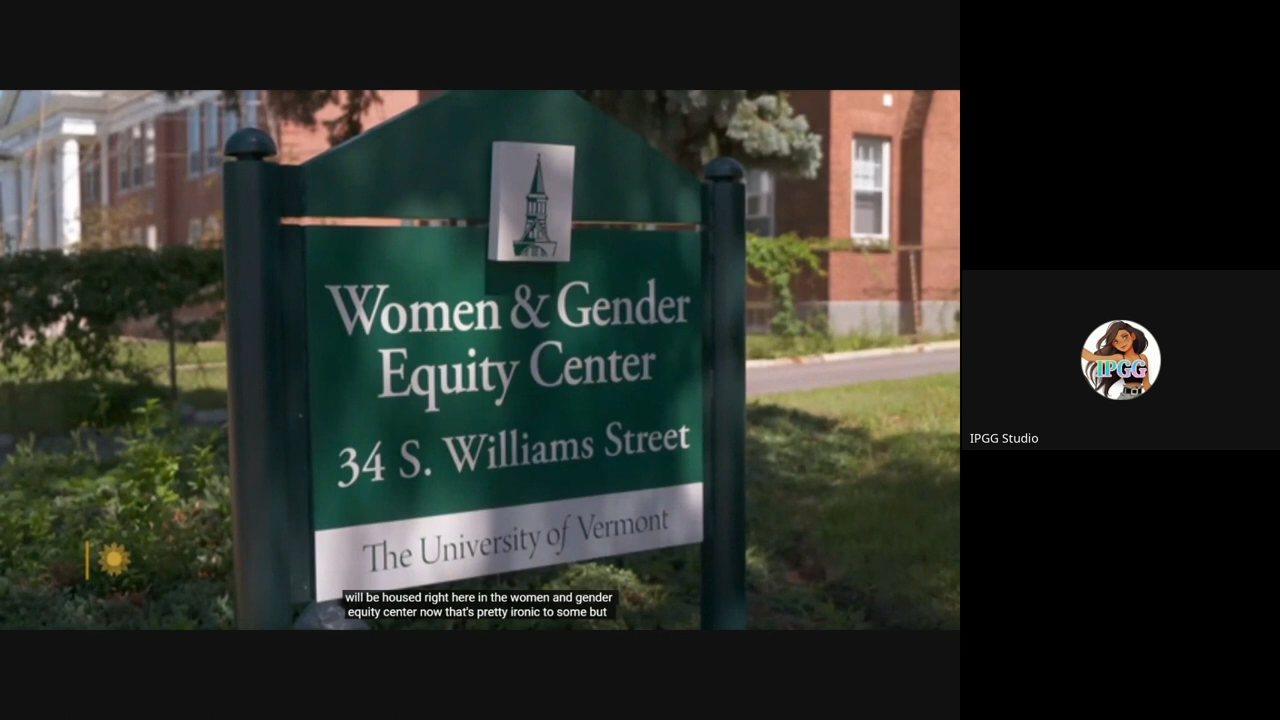 Women & Gender
Equity Center
34 S. Williams Street
The University of Vermont
will be housed right here in the women and gender
equity center now that's pretty ironic to some but
IPGG
IPGG Studio